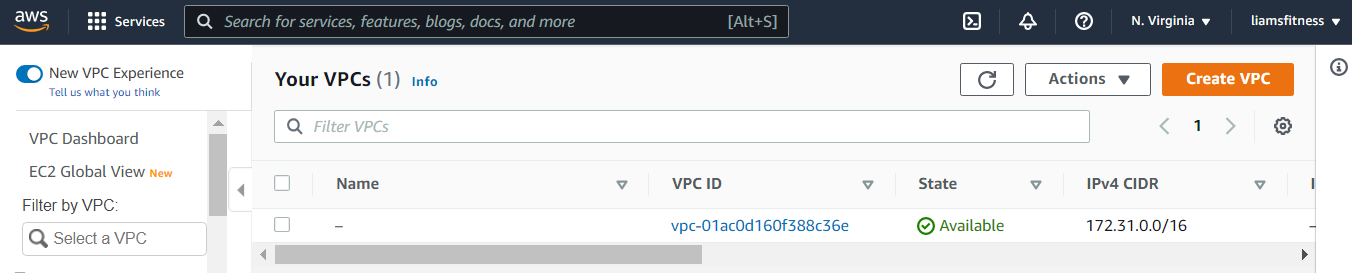 aws Services Search for services, features, blogs, docs, and more [Alt+S] N. Virginia liamsfitness
New VPC Experience
Tell us what you think
VPC Dashboard
EC2 Global View New
Filter by VPC:
Select a VPC
Your VPCs (1) Info Actions Create VPC
Filter VPCs 1
Name VPC ID State IPv4 CIDR
– vpc-01ac0d160f388c36e Available 172.31.0.0/16 –